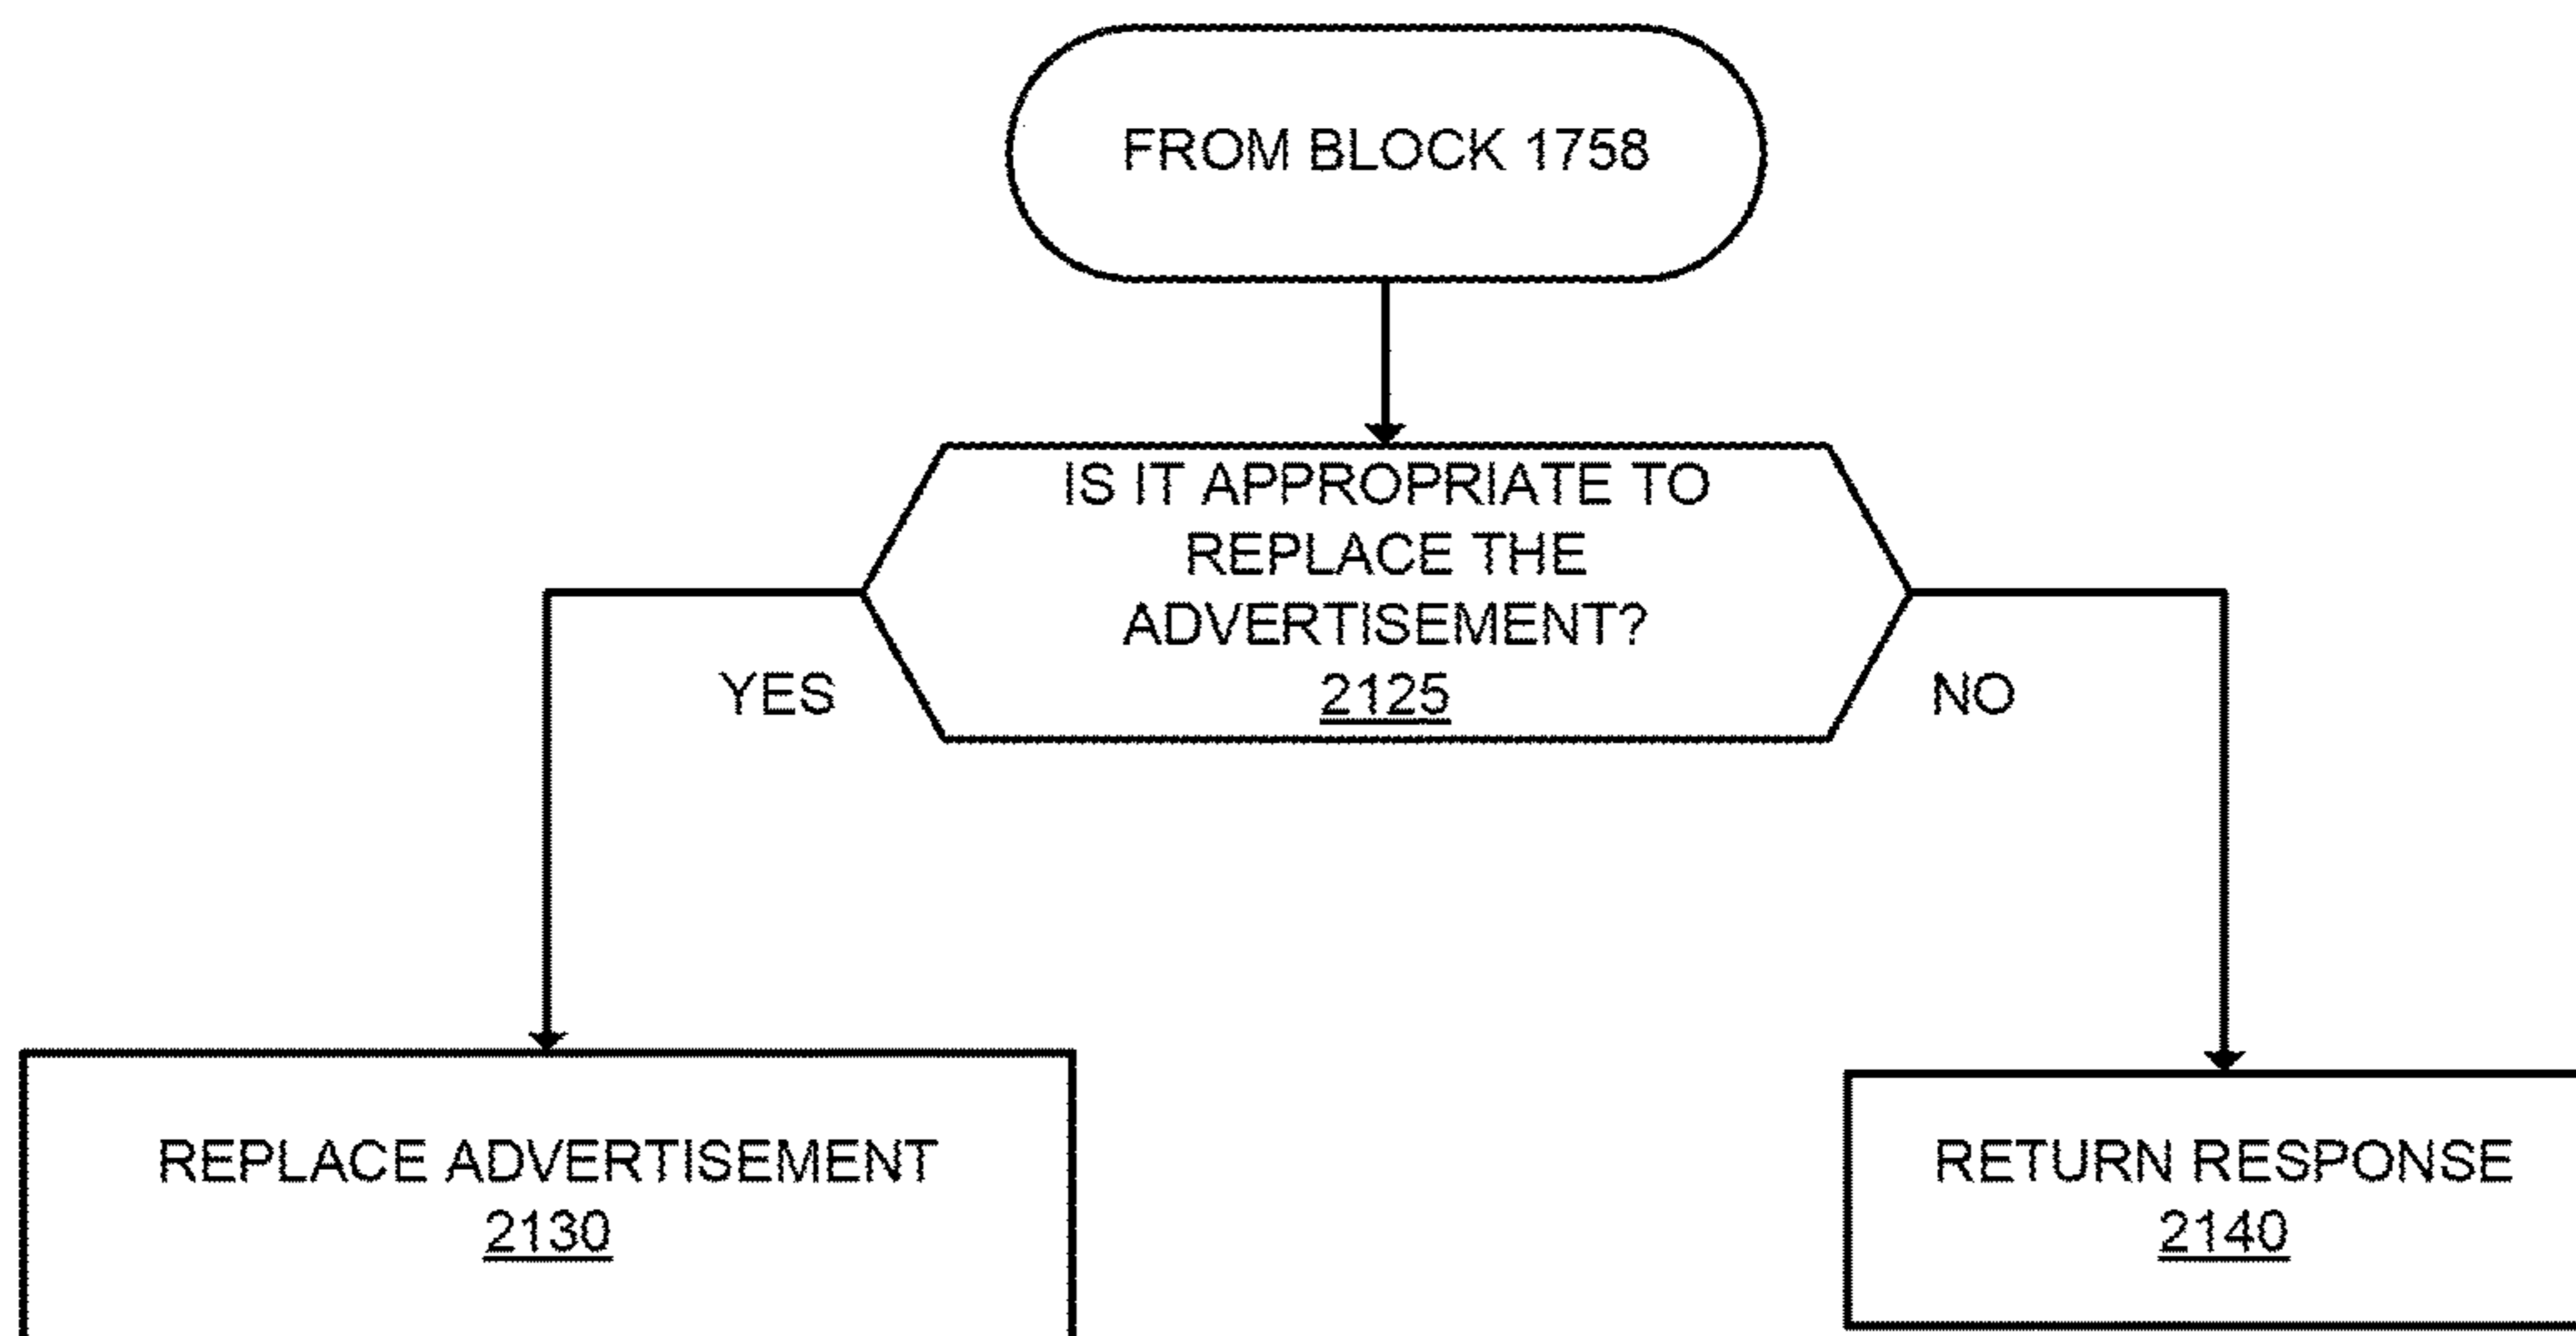 FROM BLOCK 1758
IS IT APPROPRIATE TO
REPLACE THE
ADVERTISEMENT?
2125
YES
NO
REPLACE ADVERTISEMENT
2130
RETURN RESPONSE
2140